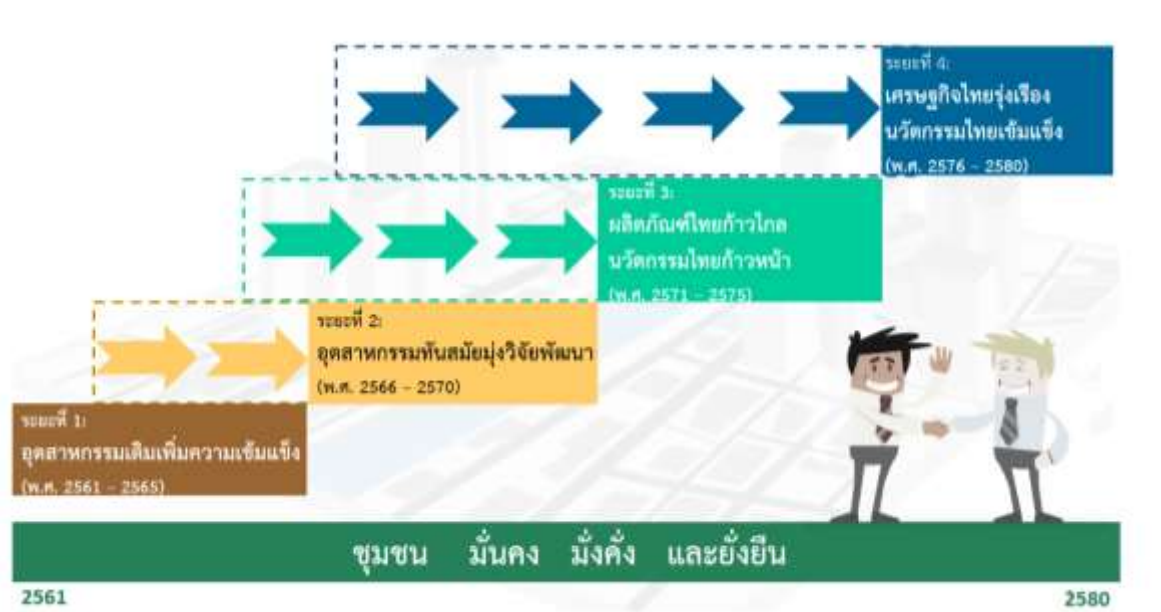 ระยะที่ 4:
เศรษฐกิจไทยรุ่งเรือง
นวัตกรรมไทยเข้มแข็ง
(พ.ศ. 2576 – 2580)
ระยะที่ 3:
ผลิตภัณฑ์ไทยก้าวไกล
นวัตกรรมไทยก้าวหน้า
(พ.ศ. 2571 – 2575)
ระยะที่ 2:
อุตสาหกรรมทันสมัยมุ่งวิจัยพัฒนา
(พ.ศ. 2566 – 2570)
ระยะที่ 1:
อุตสาหกรรมเดิมเพิ่มความเข้มแข็ง
(พ.ศ. 2561 – 2565)
ชุมชน มั่นคง มั่งคั่ง และยั่งยืน
2561 2580